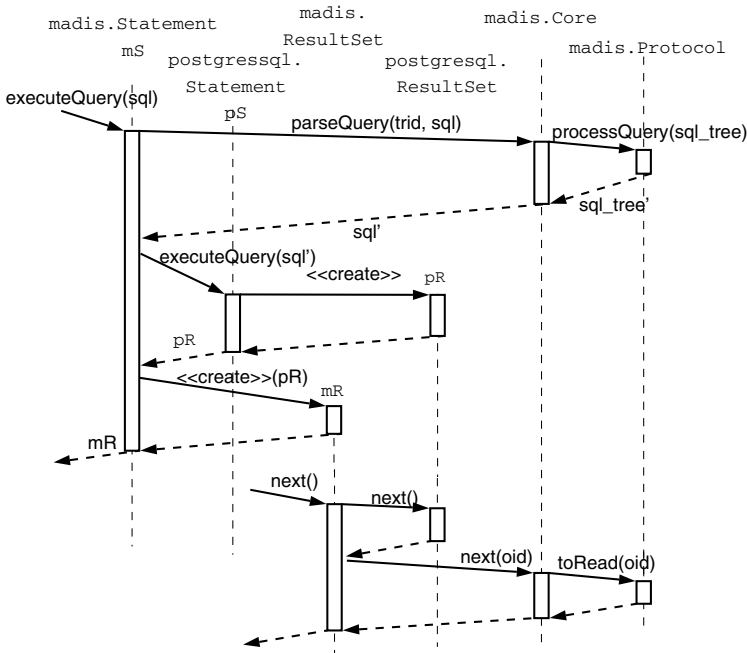 madis.Statement
mS
postgressql.
Statement
pS
madis.
ResultSet
postgresql.
ResultSet
madis.Core
madis.Protocol
executeQuery(sql)
parseQuery(trid, sql)
processQuery(sql_tree)
sql_tree’
sql’
executeQuery(sql’)
<<create>>
pR
pR
<<create>>(pR)
mR
mR
next()
next()
next(oid)
toRead(oid)